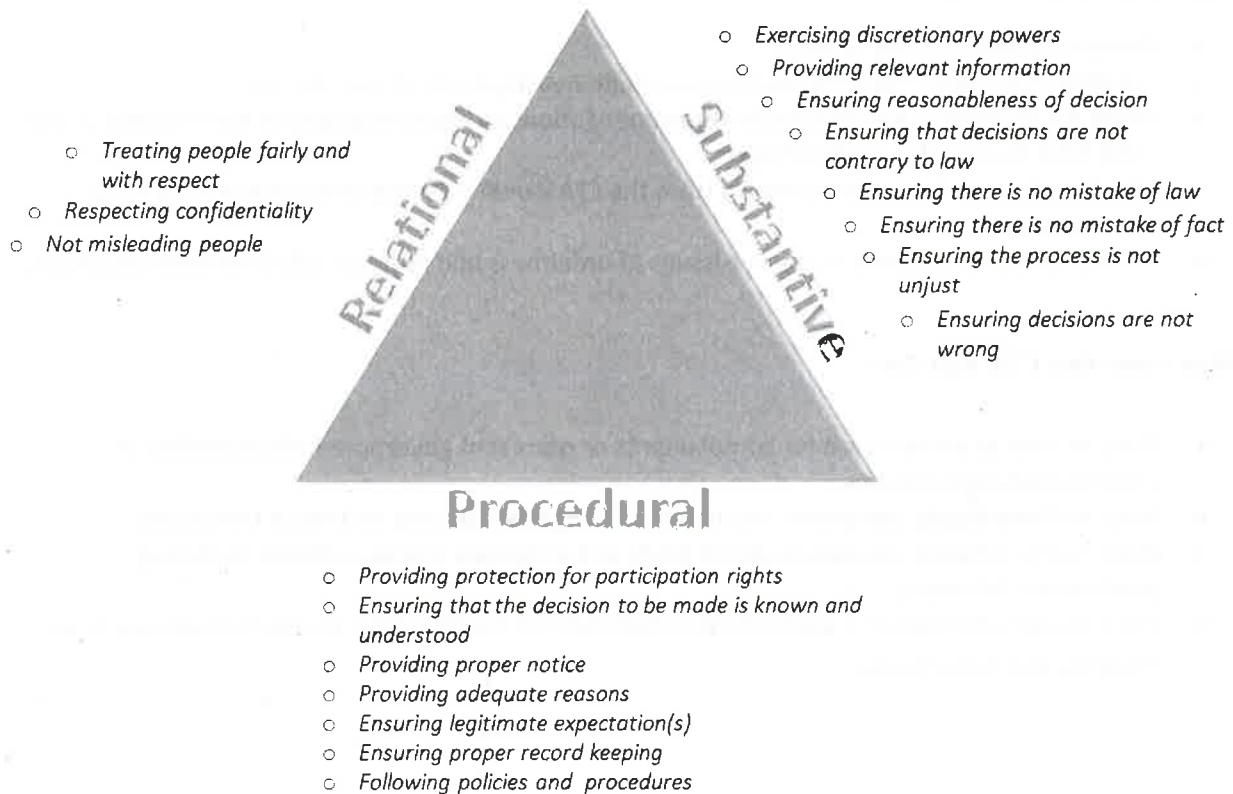 Relational
○ Treating people fairly and
with respect
○ Respecting confidentiality
○ Not misleading people
Substantive
○ Exercising discretionary powers
○ Providing relevant information
○ Ensuring reasonableness of decision
○ Ensuring that decisions are not
contrary to law
○ Ensuring there is no mistake of law
○ Ensuring there is no mistake of fact
○ Ensuring the process is not
unjust
○ Ensuring decisions are not
wrong
Procedural
○ Providing protection for participation rights
○ Ensuring that the decision to be made is known and
understood
○ Providing proper notice
○ Providing adequate reasons
○ Ensuring legitimate expectation(s)
○ Ensuring proper record keeping
○ Following policies and procedures